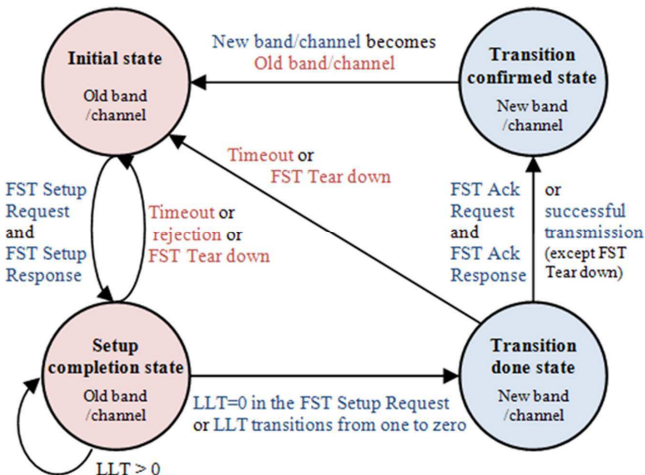 Initial state
Old band
/channel
New band/channel becomes
Old band/channel
Transition
confirmed state
New band
/channel
Timeout or
FST Tear down
FST Setup
Request
and
FST Setup
Response
Timeout or
rejection or
FST Tear down
FST Ack
Request
and
FST Ack
Response
or
successful
transmission
(except FST
Tear down)
Setup
completion state
Old band
/channel
LLT=0 in the FST Setup Request
or LLT transitions from one to zero
Transition
done state
New band
/channel
LLT > 0